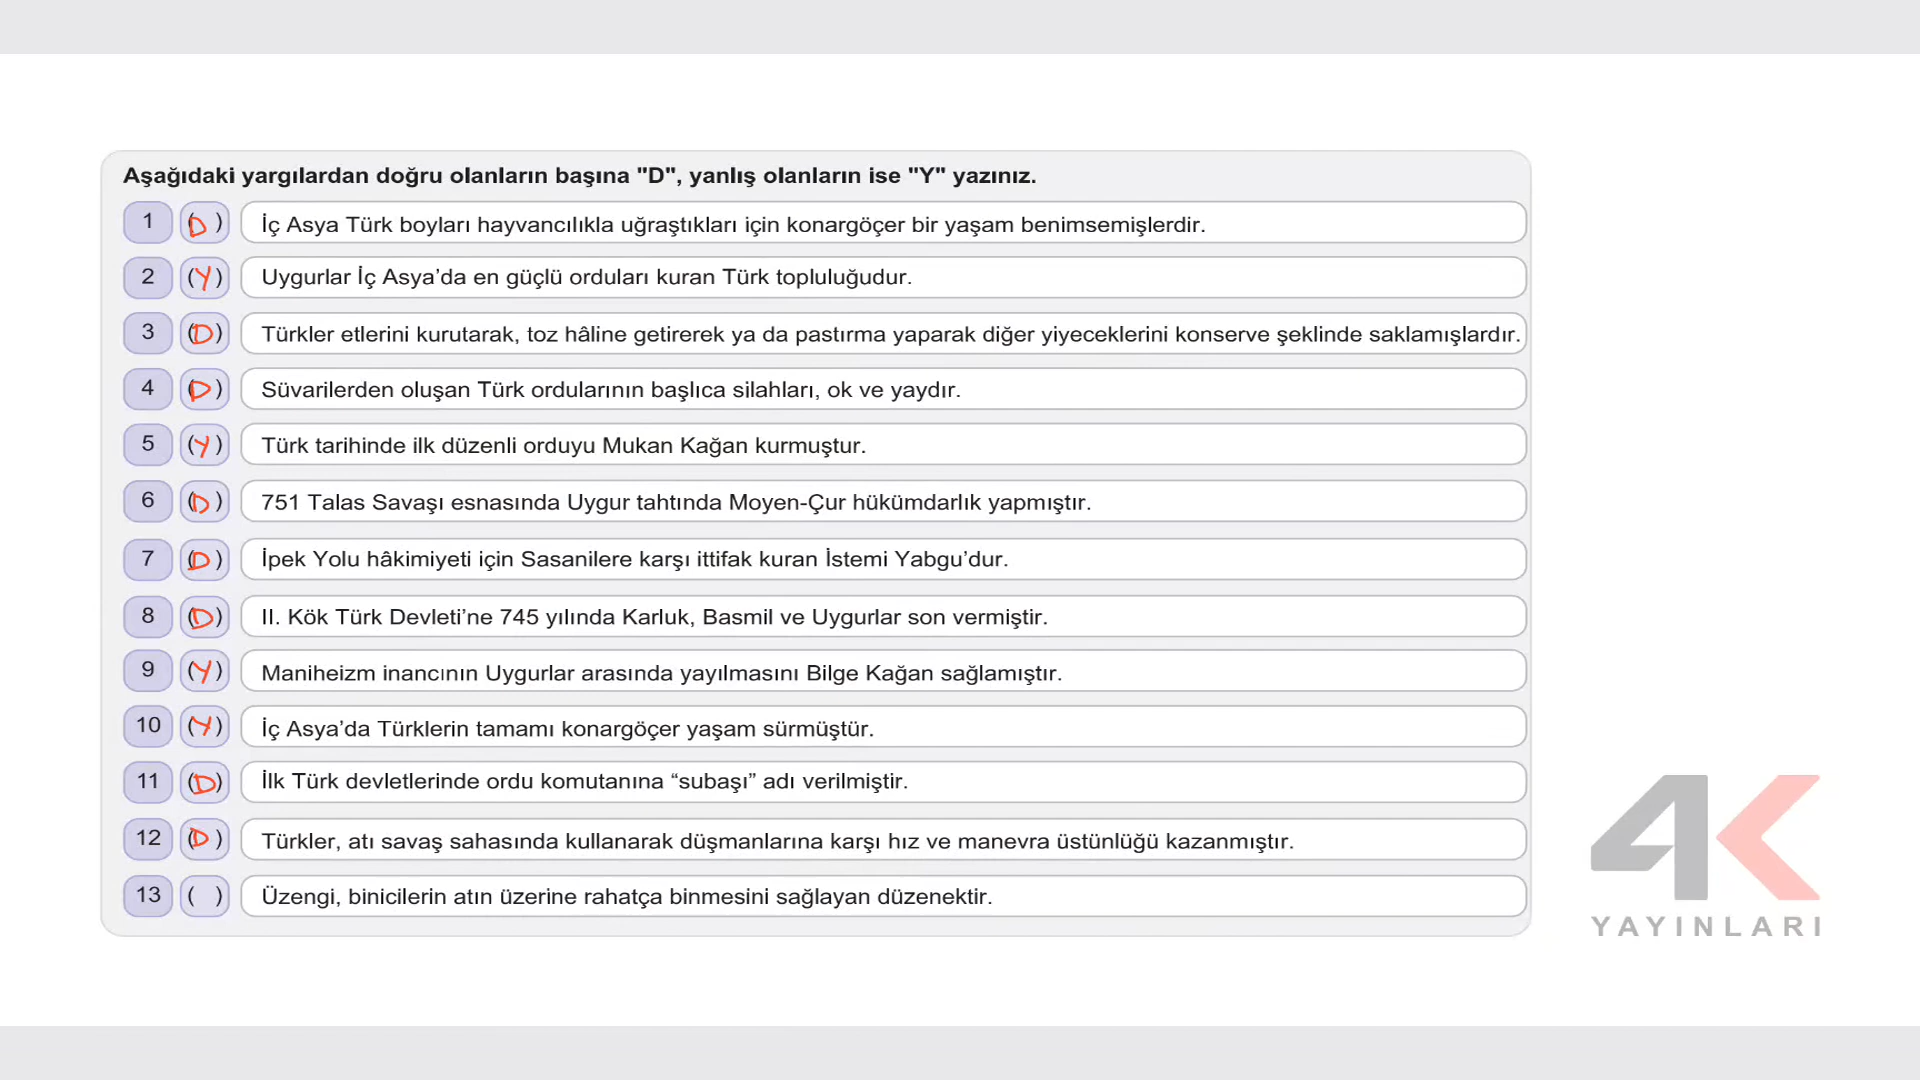 Aşağıdaki yargılardan doğru olanların başına "D", yanlış olanların ise "Y" yazınız.
1 (D) İç Asya Türk boyları hayvancılıkla uğraştıkları için konargöçer bir yaşam benimsemişlerdir.
2 (Y) Uygurlar İç Asya’da en güçlü orduları kuran Türk topluluğudur.
3 (D) Türkler etlerini kurutarak, toz hâline getirerek ya da pastırma yaparak diğer yiyeceklerini konserve şeklinde saklamışlardır.
4 (D) Süvarilerden oluşan Türk ordularının başlıca silahları, ok ve yaydır.
5 (Y) Türk tarihinde ilk düzenli orduyu Mukan Kağan kurmuştur.
6 (D) 751 Talas Savaşı esnasında Uygur tahtında Moyen-Çur hükümdarlık yapmıştır.
7 (D) İpek Yolu hâkimiyeti için Sasanilere karşı ittifak kuran İstemi Yabgu’dur.
8 (D) II. Kök Türk Devleti’ne 745 yılında Karluk, Basmil ve Uygurlar son vermiştir.
9 (Y) Maniheizm inancının Uygurlar arasında yayılmasını Bilge Kağan sağlamıştır.
10 (Y) İç Asya’da Türklerin tamamı konargöçer yaşam sürmüştür.
11 (D) İlk Türk devletlerinde ordu komutanına “subaşı” adı verilmiştir.
12 (D) Türkler, atı savaş sahasında kullanarak düşmanlarına karşı hız ve manevra üstünlüğü kazanmıştır.
13 ( ) Üzengi, binicilerin atın üzerine rahatça binmesini sağlayan düzenektir.
4K
YAYINLARI